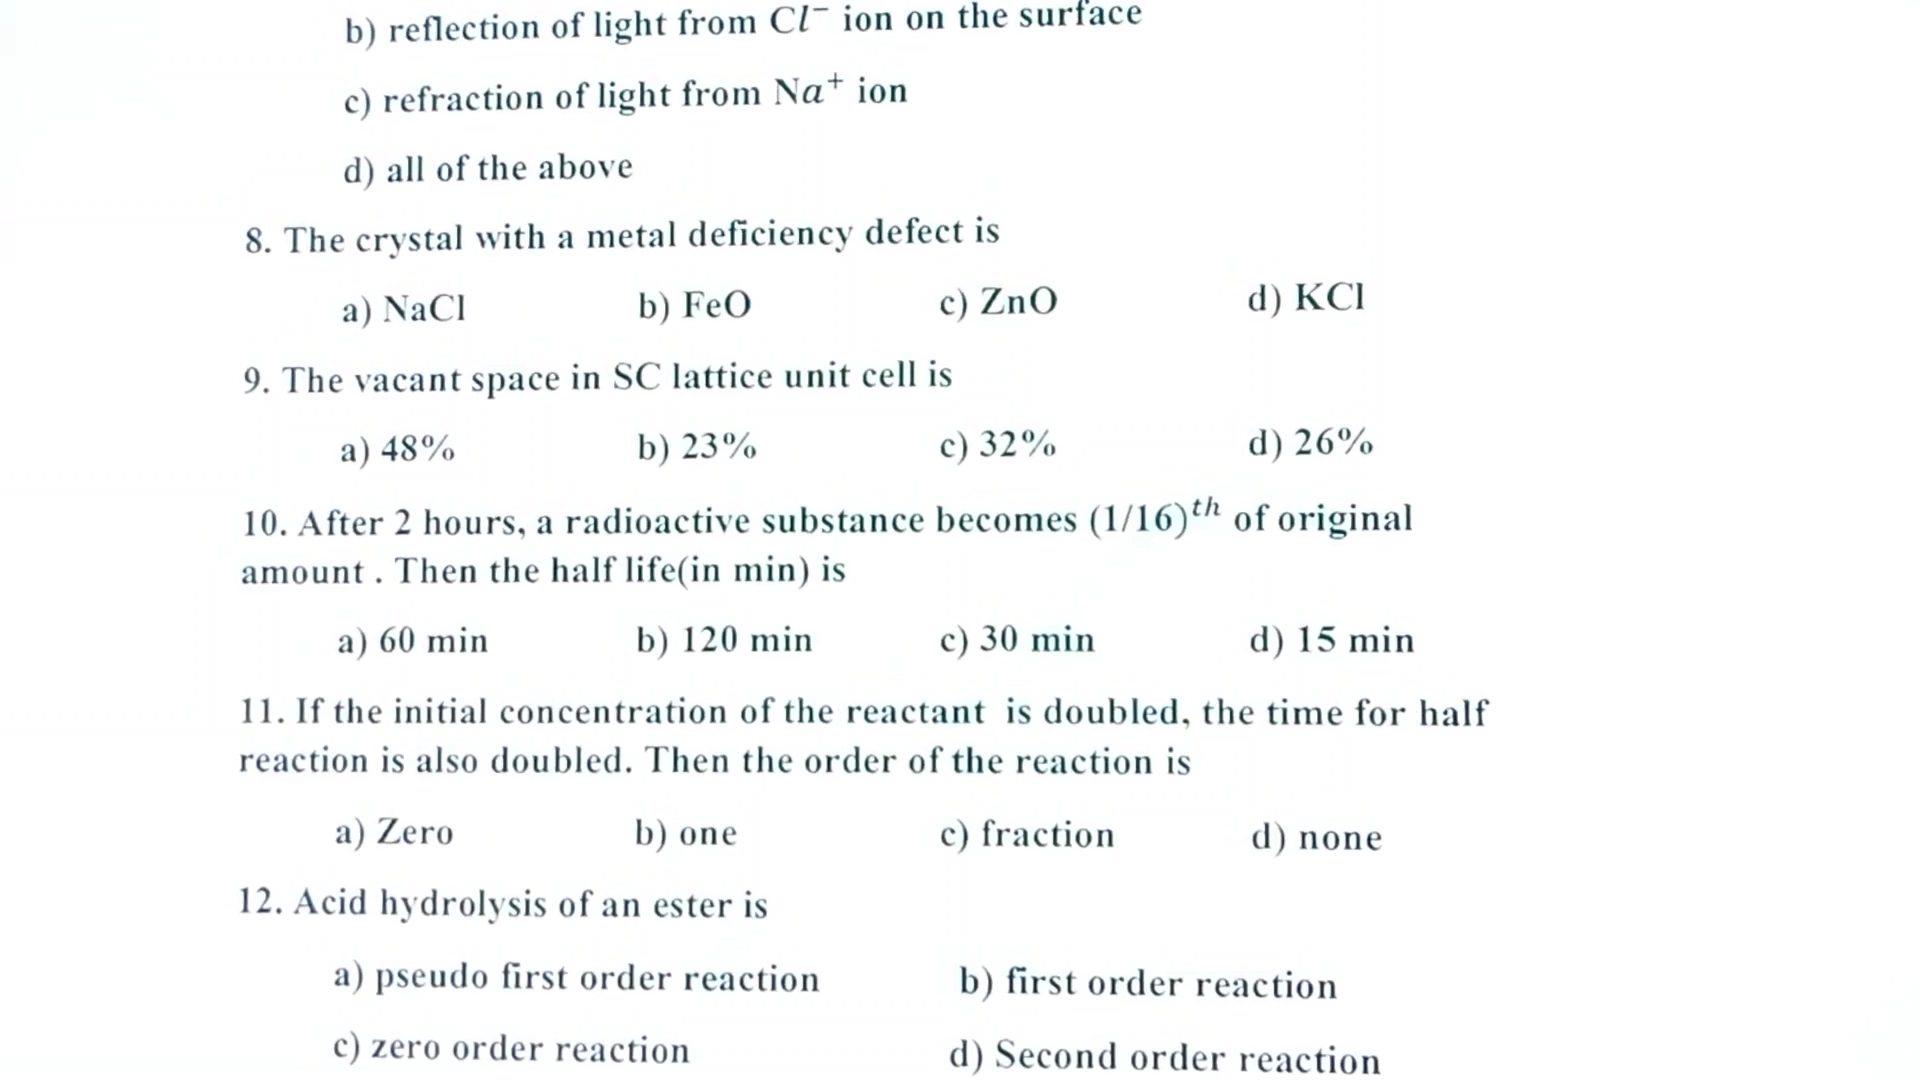 b) reflection of light from Cl⁻ ion on the surface
c) refraction of light from Na⁺ ion
d) all of the above
8. The crystal with a metal deficiency defect is
a) NaCl b) FeO c) ZnO d) KCl
9. The vacant space in SC lattice unit cell is
a) 48% b) 23% c) 32% d) 26%
10. After 2 hours, a radioactive substance becomes (1/16)ᵗʰ of original
amount . Then the half life(in min) is
a) 60 min b) 120 min c) 30 min d) 15 min
11. If the initial concentration of the reactant is doubled, the time for half
reaction is also doubled. Then the order of the reaction is
a) Zero b) one c) fraction d) none
12. Acid hydrolysis of an ester is
a) pseudo first order reaction b) first order reaction
c) zero order reaction d) Second order reaction